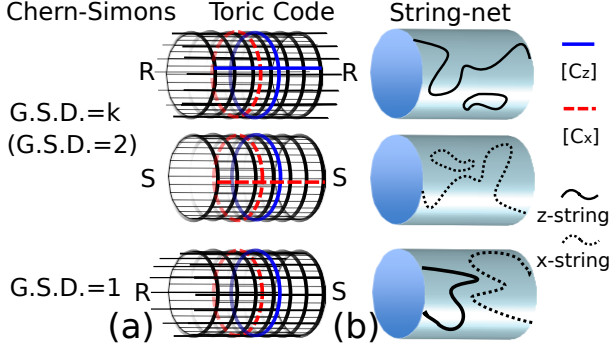 Chern-Simons Toric Code String-net
R R
[Cz]
[Cx]
G.S.D.=k
(G.S.D.=2)
S S
z-string
x-string
G.S.D.=1
R S
(a) (b)